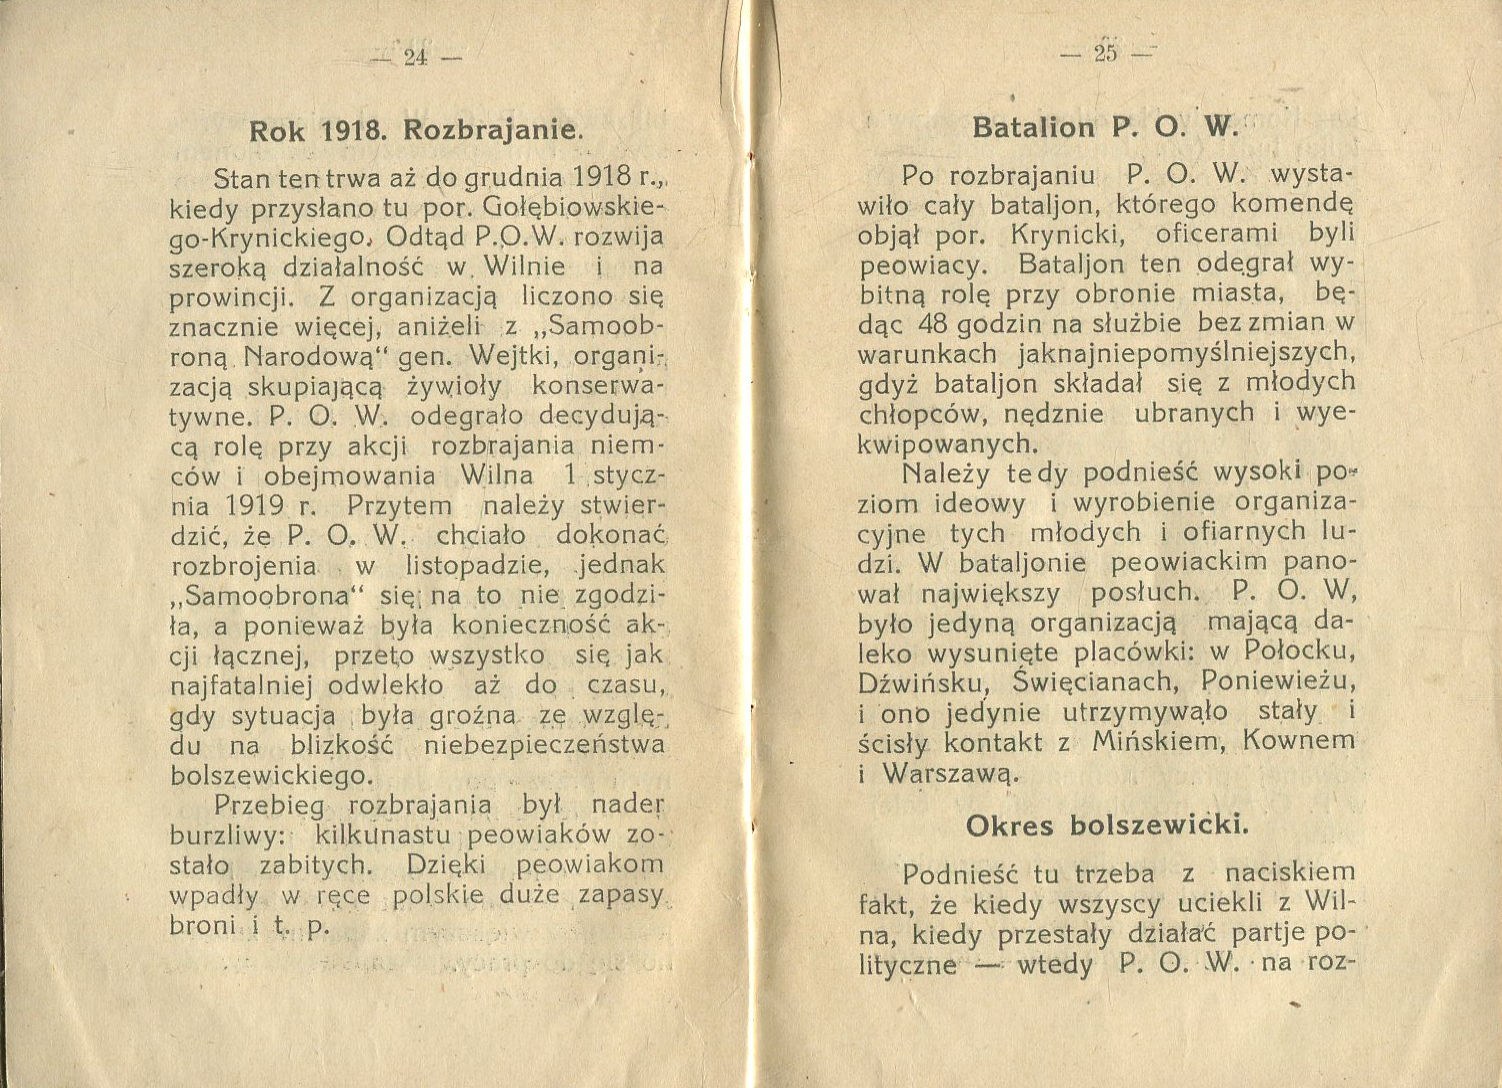 — 24 —
Rok 1918. Rozbrajanie.
Stan ten trwa aż do grudnia 1918 r.,
kiedy przysłano tu por. Gołębiowskie-
go-Krynickiego. Odtąd P.O.W. rozwija
szeroką działalność w Wilnie i na
prowincji. Z organizacją liczono się
znacznie więcej, aniżeli z „Samoob-
roną Narodową“ gen. Wejtki, organi-
zacją skupiającą żywioły konserwa-
tywne. P. O. W. odegrało decydują-
cą rolę przy akcji rozbrajania niem-
ców i obejmowania Wilna 1 stycz-
nia 1919 r. Przytem należy stwier-
dzić, że P. O. W. chciało dokonać
rozbrojenia w listopadzie, jednak
„Samoobrona“ się na to nie zgodzi-
ła, a ponieważ była konieczność ak-
cji łącznej, przeto wszystko się jak
najfatalniej odwlekło aż do czasu,
gdy sytuacja była groźna ze wzglę-
du na blizkość niebezpieczeństwa
bolszewickiego.
Przebieg rozbrajania był nader
burzliwy: kilkunastu peowiaków zo-
stało zabitych. Dzięki peowiakom
wpadły w ręce polskie duże zapasy
broni i t. p.
— 25 —
Batalion P. O. W.
Po rozbrajaniu P. O. W. wysta-
wiło cały bataljon, którego komendę
objął por. Krynicki, oficerami byli
peowiacy. Bataljon ten odegrał wy-
bitną rolę przy obronie miasta, bę-
dąc 48 godzin na służbie bez zmian w
warunkach jaknajniepomyślniejszych,
gdyż bataljon składał się z młodych
chłopców, nędznie ubranych i wye-
kwipowanych.
Należy tedy podnieść wysoki po-
ziom ideowy i wyrobienie organiza-
cyjne tych młodych i ofiarnych lu-
dzi. W bataljonie peowiackim pano-
wał największy posłuch. P. O. W,
było jedyną organizacją mającą da-
leko wysunięte placówki: w Połocku,
Dźwińsku, Święcianach, Poniewieżu,
i ono jedynie utrzymywało stały i
ścisły kontakt z Mińskiem, Kownem
i Warszawą.
Okres bolszewicki.
Podnieść tu trzeba z naciskiem
fakt, że kiedy wszyscy uciekli z Wil-
na, kiedy przestały działać partje po-
lityczne — wtedy P. O. W. na roz-